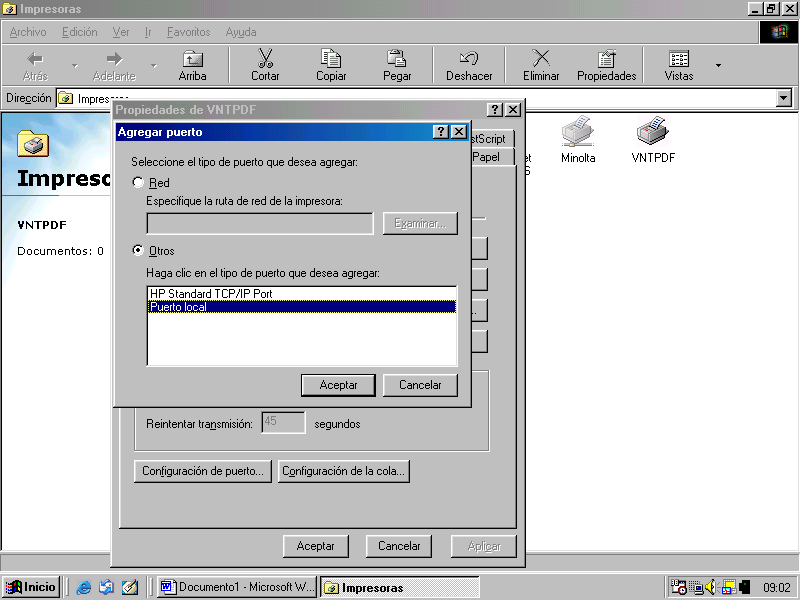 Impresoras
Archivo Edición Ver Ir Favoritos Ayuda
Atrás Adelante Arriba Cortar Copiar Pegar Deshacer Eliminar Propiedades Vistas
Dirección Impresoras
Propiedades de VNTPDF
Agregar puerto
Seleccione el tipo de puerto que desea agregar:
Red
Especifique la ruta de red de la impresora:
Examinar...
Otros
Haga clic en el tipo de puerto que desea agregar:
HP Standard TCP/IP Port
Puerto local
Aceptar Cancelar
Reintentar transmisión: 45 segundos
Configuración de puerto... Configuración de la cola...
Aceptar Cancelar Aplicar
Papel
Minolta VNTPDF
VNTPDF
Documentos: 0
Inicio Documento1 - Microsoft W... Impresoras 09:02